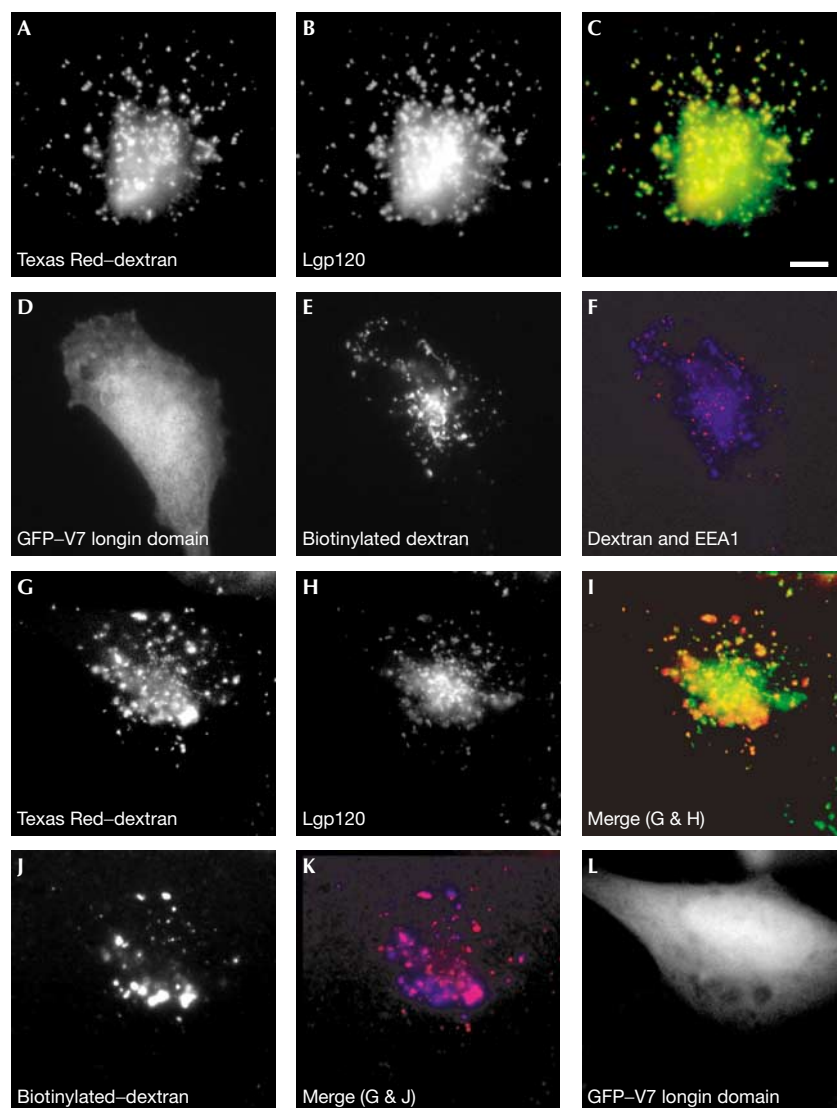 A
B
C
Texas Red–dextran
Lgp120
D
E
F
GFP–V7 longin domain
Biotinylated dextran
Dextran and EEA1
G
H
I
Texas Red–dextran
Lgp120
Merge (G & H)
J
K
L
Biotinylated–dextran
Merge (G & J)
GFP–V7 longin domain